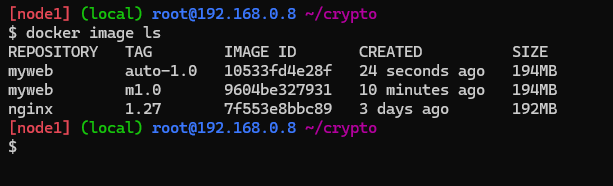 [node1] (local) root@192.168.0.8 ~/crypto
$ docker image ls
REPOSITORY   TAG        IMAGE ID       CREATED          SIZE
myweb        auto-1.0   10533fd4e28f   24 seconds ago   194MB
myweb        m1.0       9604be327931   10 minutes ago   194MB
nginx        1.27       7f553e8bbc89   3 days ago       192MB
[node1] (local) root@192.168.0.8 ~/crypto
$